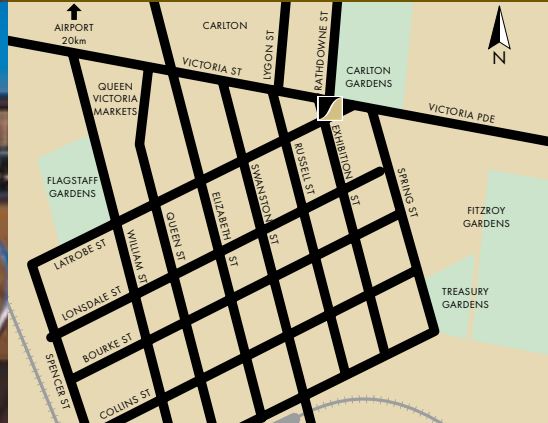 AIRPORT
20km
CARLTON
LYGON ST
RATHDOWNE ST
N
VICTORIA ST
CARLTON
GARDENS
QUEEN
VICTORIA
MARKETS
VICTORIA PDE
EXHIBITION ST
RUSSELL ST
SWANSTON ST
SPRING ST
FLAGSTAFF
GARDENS
ELIZABETH ST
QUEEN ST
WILLIAM ST
FITZROY
GARDENS
LATROBE ST
LONSDALE ST
TREASURY
GARDENS
BOURKE ST
SPENCER ST
COLLINS ST